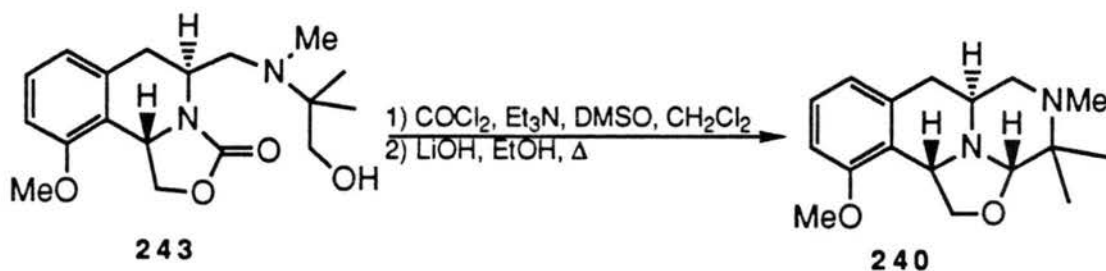 H
Me
N
H
N
O
O
MeO
OH
243
1) COCl₂, Et₃N, DMSO, CH₂Cl₂
2) LiOH, EtOH, Δ
H
H
H
N
NMe
O
MeO
240